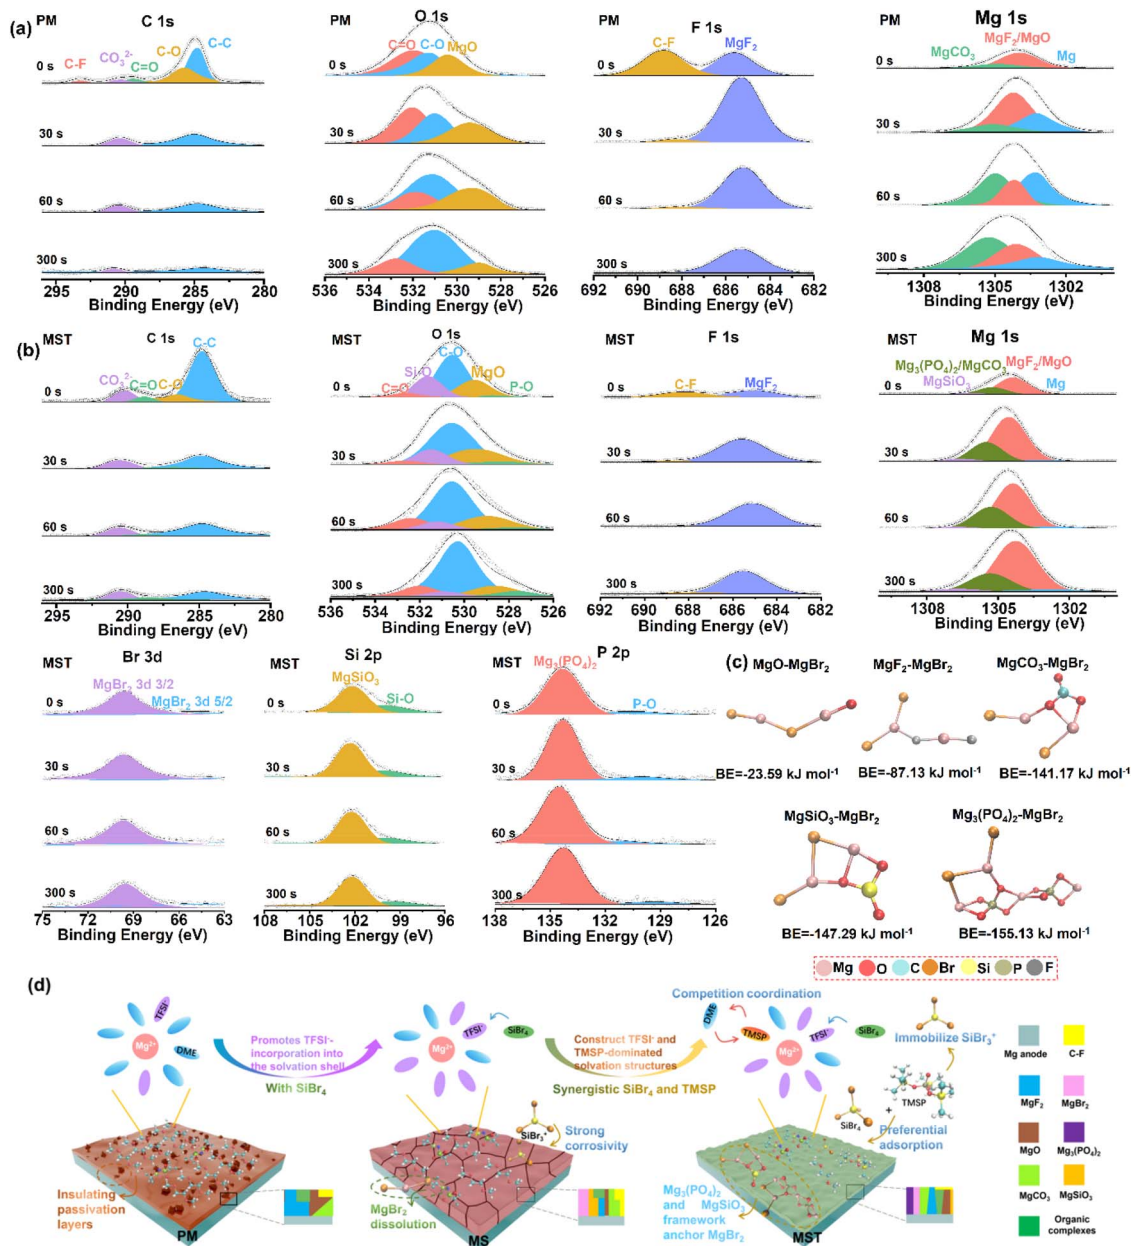 (a)
PM
C 1s
C-F
CO₃²⁻
C=O
C-O
C-C
0 s
30 s
60 s
300 s
295 290 285 280
Binding Energy (eV)
PM
O 1s
C=O
C-O
MgO
0 s
30 s
60 s
300 s
536 534 532 530 528 526
Binding Energy (eV)
PM
F 1s
C-F
MgF₂
0 s
30 s
60 s
300 s
692 690 688 686 684 682
Binding Energy (eV)
PM
Mg 1s
MgCO₃
MgF₂/MgO
Mg
0 s
30 s
60 s
300 s
1308 1305 1302
Binding Energy (eV)
(b)
MST
C 1s
CO₃²⁻
C=O
C-O
C-C
0 s
30 s
60 s
300 s
295 290 285 280
Binding Energy (eV)
MST
O 1s
C=O
Si-O
C-O
MgO
P-O
0 s
30 s
60 s
300 s
536 534 532 530 528 526
Binding Energy (eV)
MST
F 1s
C-F
MgF₂
0 s
30 s
60 s
300 s
692 690 688 686 684 682
Binding Energy (eV)
MST
Mg 1s
Mg₃(PO₄)₂/MgCO₃
MgF₂/MgO
MgSiO₃
Mg
0 s
30 s
60 s
300 s
1308 1305 1302
Binding Energy (eV)
MST
Br 3d
MgBr₂ 3d 3/2
MgBr₂ 3d 5/2
0 s
30 s
60 s
300 s
75 72 69 66 63
Binding Energy (eV)
MST
Si 2p
MgSiO₃
Si-O
0 s
30 s
60 s
300 s
108 105 102 99 96
Binding Energy (eV)
MST
P 2p
Mg₃(PO₄)₂
P-O
0 s
30 s
60 s
300 s
138 135 132 129 126
Binding Energy (eV)
(c)
MgO-MgBr₂
BE=-23.59 kJ mol⁻¹
MgF₂-MgBr₂
BE=-87.13 kJ mol⁻¹
MgCO₃-MgBr₂
BE=-141.17 kJ mol⁻¹
MgSiO₃-MgBr₂
BE=-147.29 kJ mol⁻¹
Mg₃(PO₄)₂-MgBr₂
BE=-155.13 kJ mol⁻¹
Mg O C Br Si P F
(d)
TFSI⁻
Mg²⁺
DME
Promotes TFSI⁻
incorporation into
the solvation shell
With SiBr₄
Insulating
passivation
layers
PM
TFSI⁻
SiBr₄
Mg²⁺
SiBr₃⁺
Strong
corrosivity
MgBr₂
dissolution
MS
Construct TFSI⁻ and
TMSP-dominated
solvation structures
Synergistic SiBr₄ and TMSP
Competition coordination
DME
TMSP
TFSI⁻
SiBr₄
Mg²⁺
Immobilize SiBr₃⁺
TMSP
+
SiBr₄
Preferential
adsorption
Mg₃(PO₄)₂
and MgSiO₃
framework
anchor MgBr₂
MST
Mg anode
C-F
MgF₂
MgBr₂
MgO
Mg₃(PO₄)₂
MgCO₃
MgSiO₃
Organic
complexes